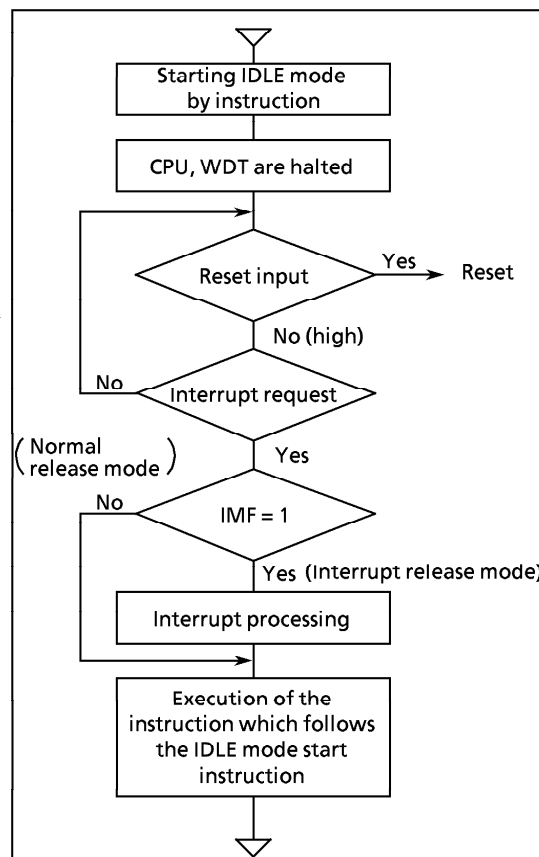 Starting IDLE mode
by instruction
CPU, WDT are halted
Reset input
Yes
Reset
No (high)
No
Interrupt request
(Normal
release mode)
Yes
No
IMF = 1
Yes (Interrupt release mode)
Interrupt processing
Execution of the
instruction which follows
the IDLE mode start
instruction